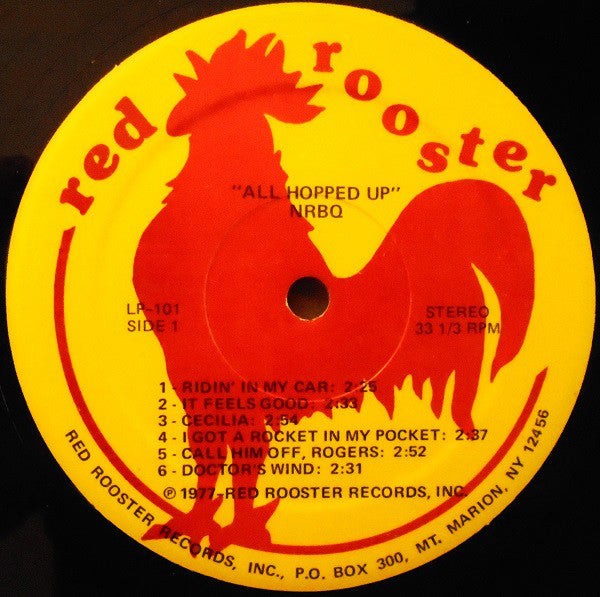 red rooster
"ALL HOPPED UP"
NRBQ
LP-101
SIDE 1
STEREO
33 1/3 RPM
1 - RIDIN' IN MY CAR: 2:25
2 - IT FEELS GOOD: 2:33
3 - CECILIA: 2:54
4 - I GOT A ROCKET IN MY POCKET: 2:37
5 - CALL HIM OFF, ROGERS: 2:52
6 - DOCTOR'S WIND: 2:31
℗ 1977-RED ROOSTER RECORDS, INC.
RED ROOSTER RECORDS, INC., P.O. BOX 300, MT. MARION, NY 12456